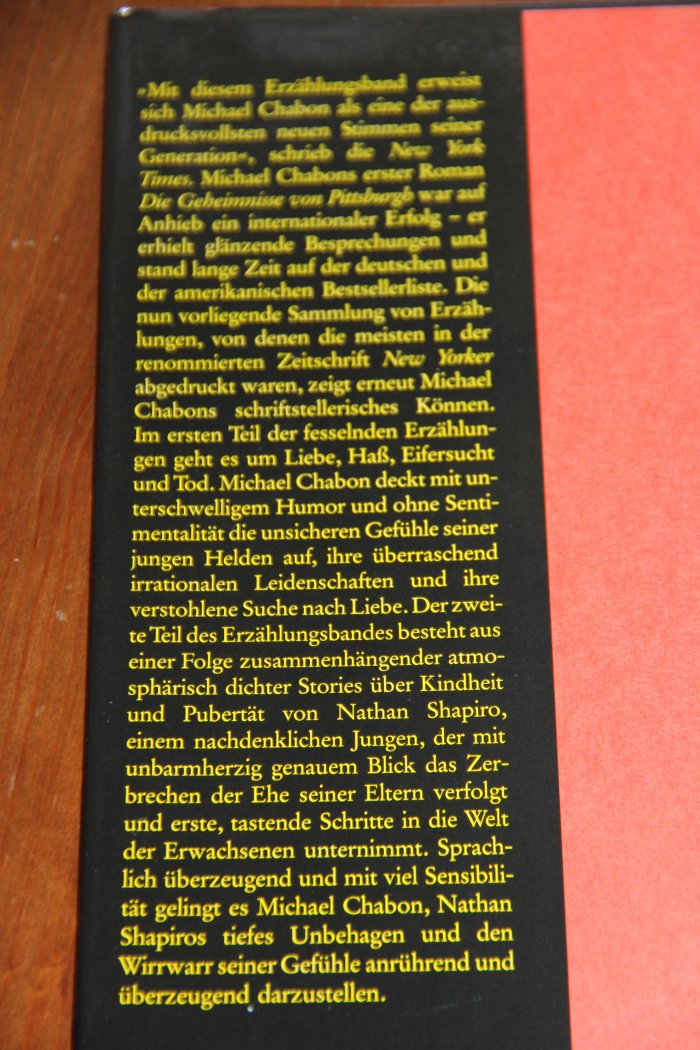 »Mit diesem Erzählungsband erweist
sich Michael Chabon als eine der aus-
drucksvollsten neuen Stimmen seiner
Generation«, schrieb die New York
Times. Michael Chabons erster Roman
Die Geheimnisse von Pittsburgh war auf
Anhieb ein internationaler Erfolg – er
erhielt glänzende Besprechungen und
stand lange Zeit auf der deutschen und
der amerikanischen Bestsellerliste. Die
nun vorliegende Sammlung von Erzäh-
lungen, von denen die meisten in der
renommierten Zeitschrift New Yorker
abgedruckt waren, zeigt erneut Michael
Chabons schriftstellerisches Können.
Im ersten Teil der fesselnden Erzählun-
gen geht es um Liebe, Haß, Eifersucht
und Tod. Michael Chabon deckt mit un-
terschwelligem Humor und ohne Senti-
mentalität die unsicheren Gefühle seiner
jungen Helden auf, ihre überraschend
irrationalen Leidenschaften und ihre
verstohlene Suche nach Liebe. Der zwei-
te Teil des Erzählungsbandes besteht aus
einer Folge zusammenhängender atmo-
sphärisch dichter Stories über Kindheit
und Pubertät von Nathan Shapiro,
einem nachdenklichen Jungen, der mit
unbarmherzig genauem Blick das Zer-
brechen der Ehe seiner Eltern verfolgt
und erste, tastende Schritte in die Welt
der Erwachsenen unternimmt. Sprach-
lich überzeugend und mit viel Sensibili-
tät gelingt es Michael Chabon, Nathan
Shapiros tiefes Unbehagen und den
Wirrwarr seiner Gefühle anrührend und
überzeugend darzustellen.